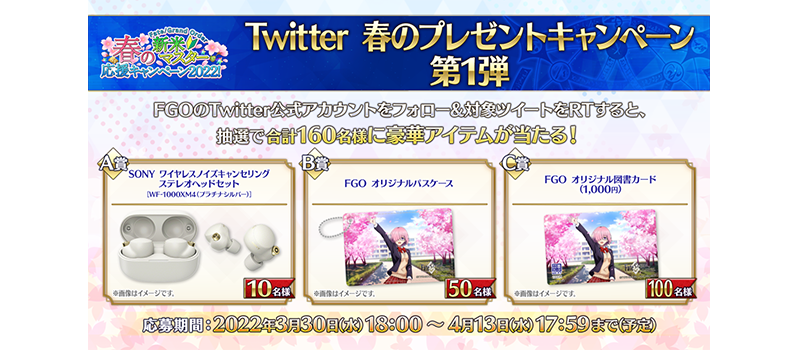 Fate/Grand Order
春の新米マスター
応援キャンペーン2022!
Twitter 春のプレゼントキャンペーン
第1弾
FGOのTwitter公式アカウントをフォロー&対象ツイートをRTすると、
抽選で合計160名様に豪華アイテムが当たる!
A賞
SONY ワイヤレスノイズキャンセリング
ステレオヘッドセット
[WF-1000XM4(プラチナシルバー)]
※画像はイメージです。
10名様
B賞
FGO オリジナルパスケース
※画像はイメージです。
50名様
C賞
FGO オリジナル図書カード
(1,000円)
※画像はイメージです。
100名様
応募期間:2022年3月30日(水)18:00 ~ 4月13日(水)17:59まで(予定)